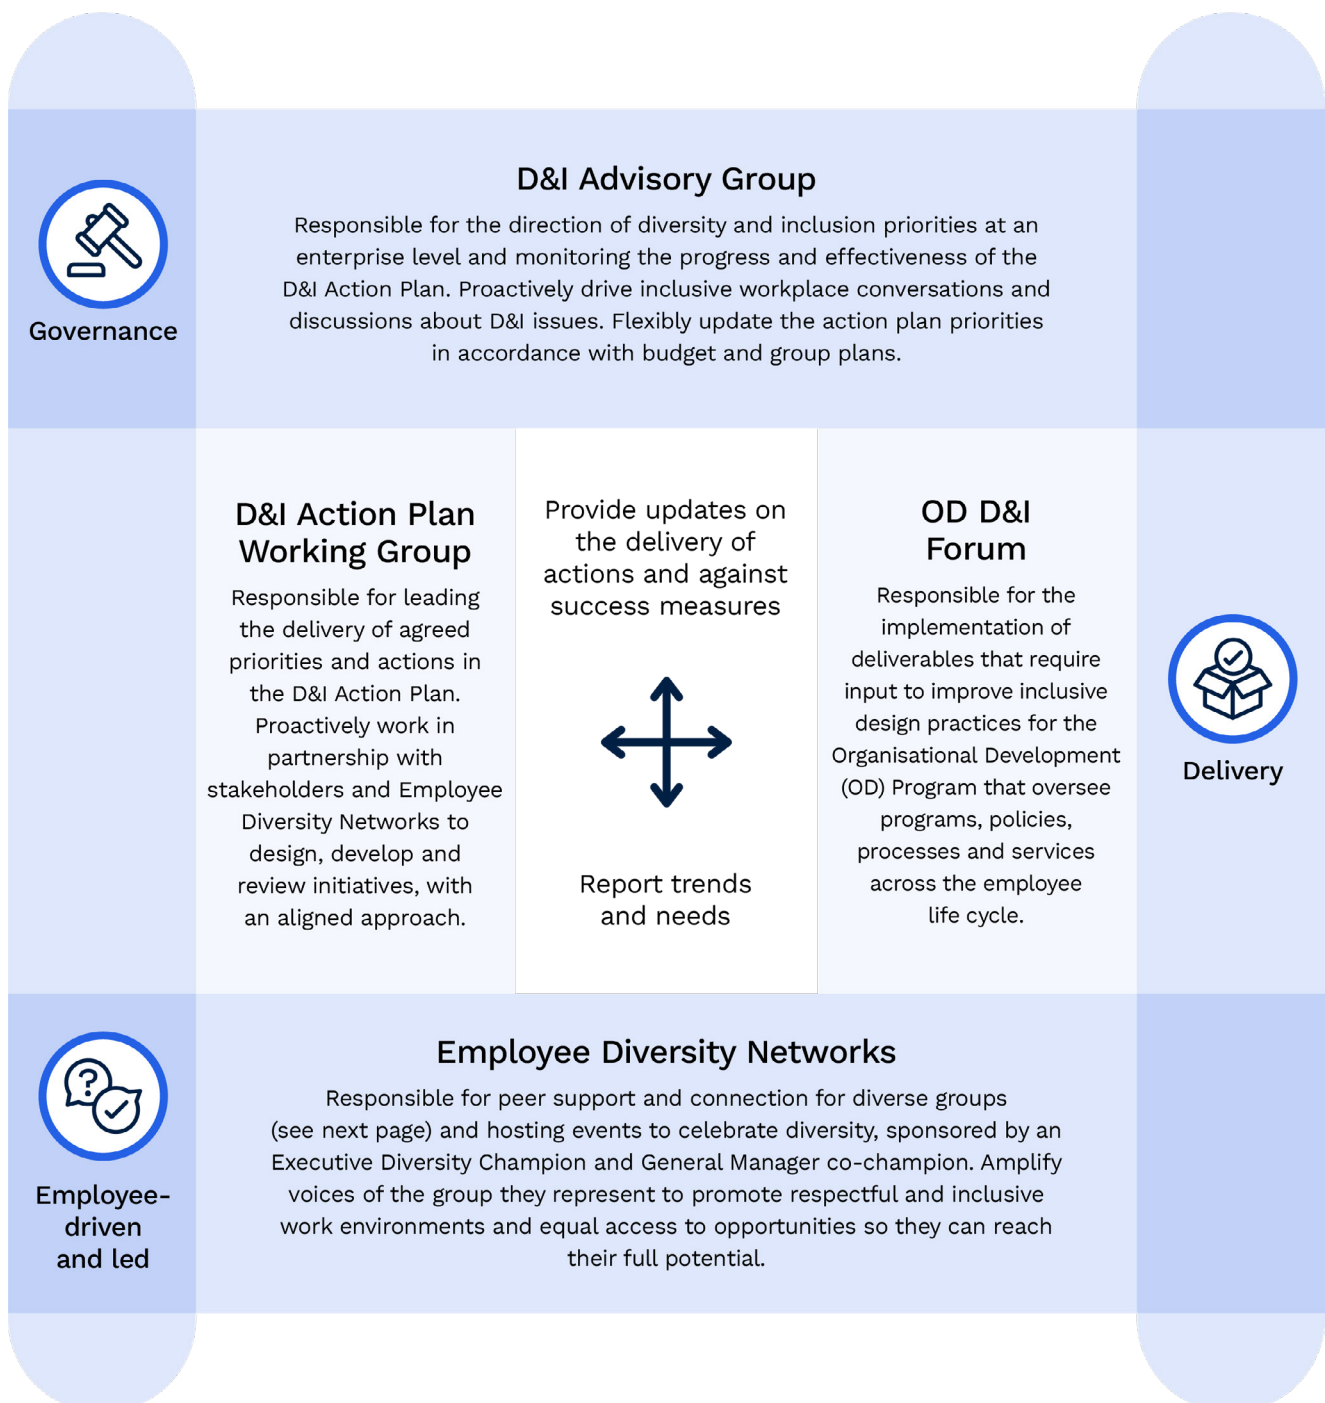 Governance
D&I Advisory Group
Responsible for the direction of diversity and inclusion priorities at an
enterprise level and monitoring the progress and effectiveness of the
D&I Action Plan. Proactively drive inclusive workplace conversations and
discussions about D&I issues. Flexibly update the action plan priorities
in accordance with budget and group plans.
D&I Action Plan
Working Group
Responsible for leading
the delivery of agreed
priorities and actions in
the D&I Action Plan.
Proactively work in
partnership with
stakeholders and Employee
Diversity Networks to
design, develop and
review initiatives, with
an aligned approach.
Provide updates on
the delivery of
actions and against
success measures
Report trends
and needs
OD D&I
Forum
Responsible for the
implementation of
deliverables that require
input to improve inclusive
design practices for the
Organisational Development
(OD) Program that oversee
programs, policies,
processes and services
across the employee
life cycle.
Delivery
Employee-
driven
and led
Employee Diversity Networks
Responsible for peer support and connection for diverse groups
(see next page) and hosting events to celebrate diversity, sponsored by an
Executive Diversity Champion and General Manager co-champion. Amplify
voices of the group they represent to promote respectful and inclusive
work environments and equal access to opportunities so they can reach
their full potential.